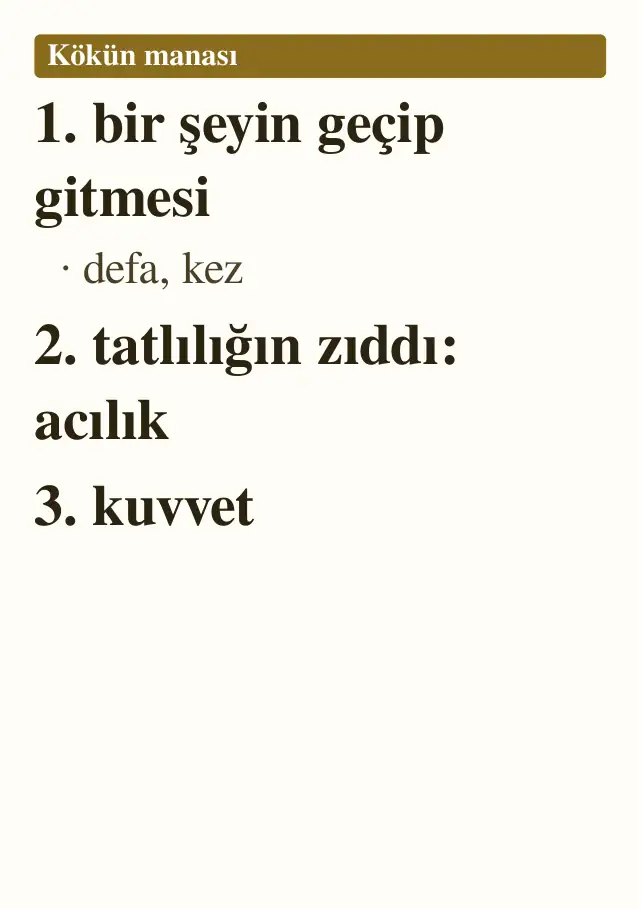 Kökün manası
1. bir şeyin geçip
gitmesi
· defa, kez
2. tatlılığın zıddı:
acılık
3. kuvvet